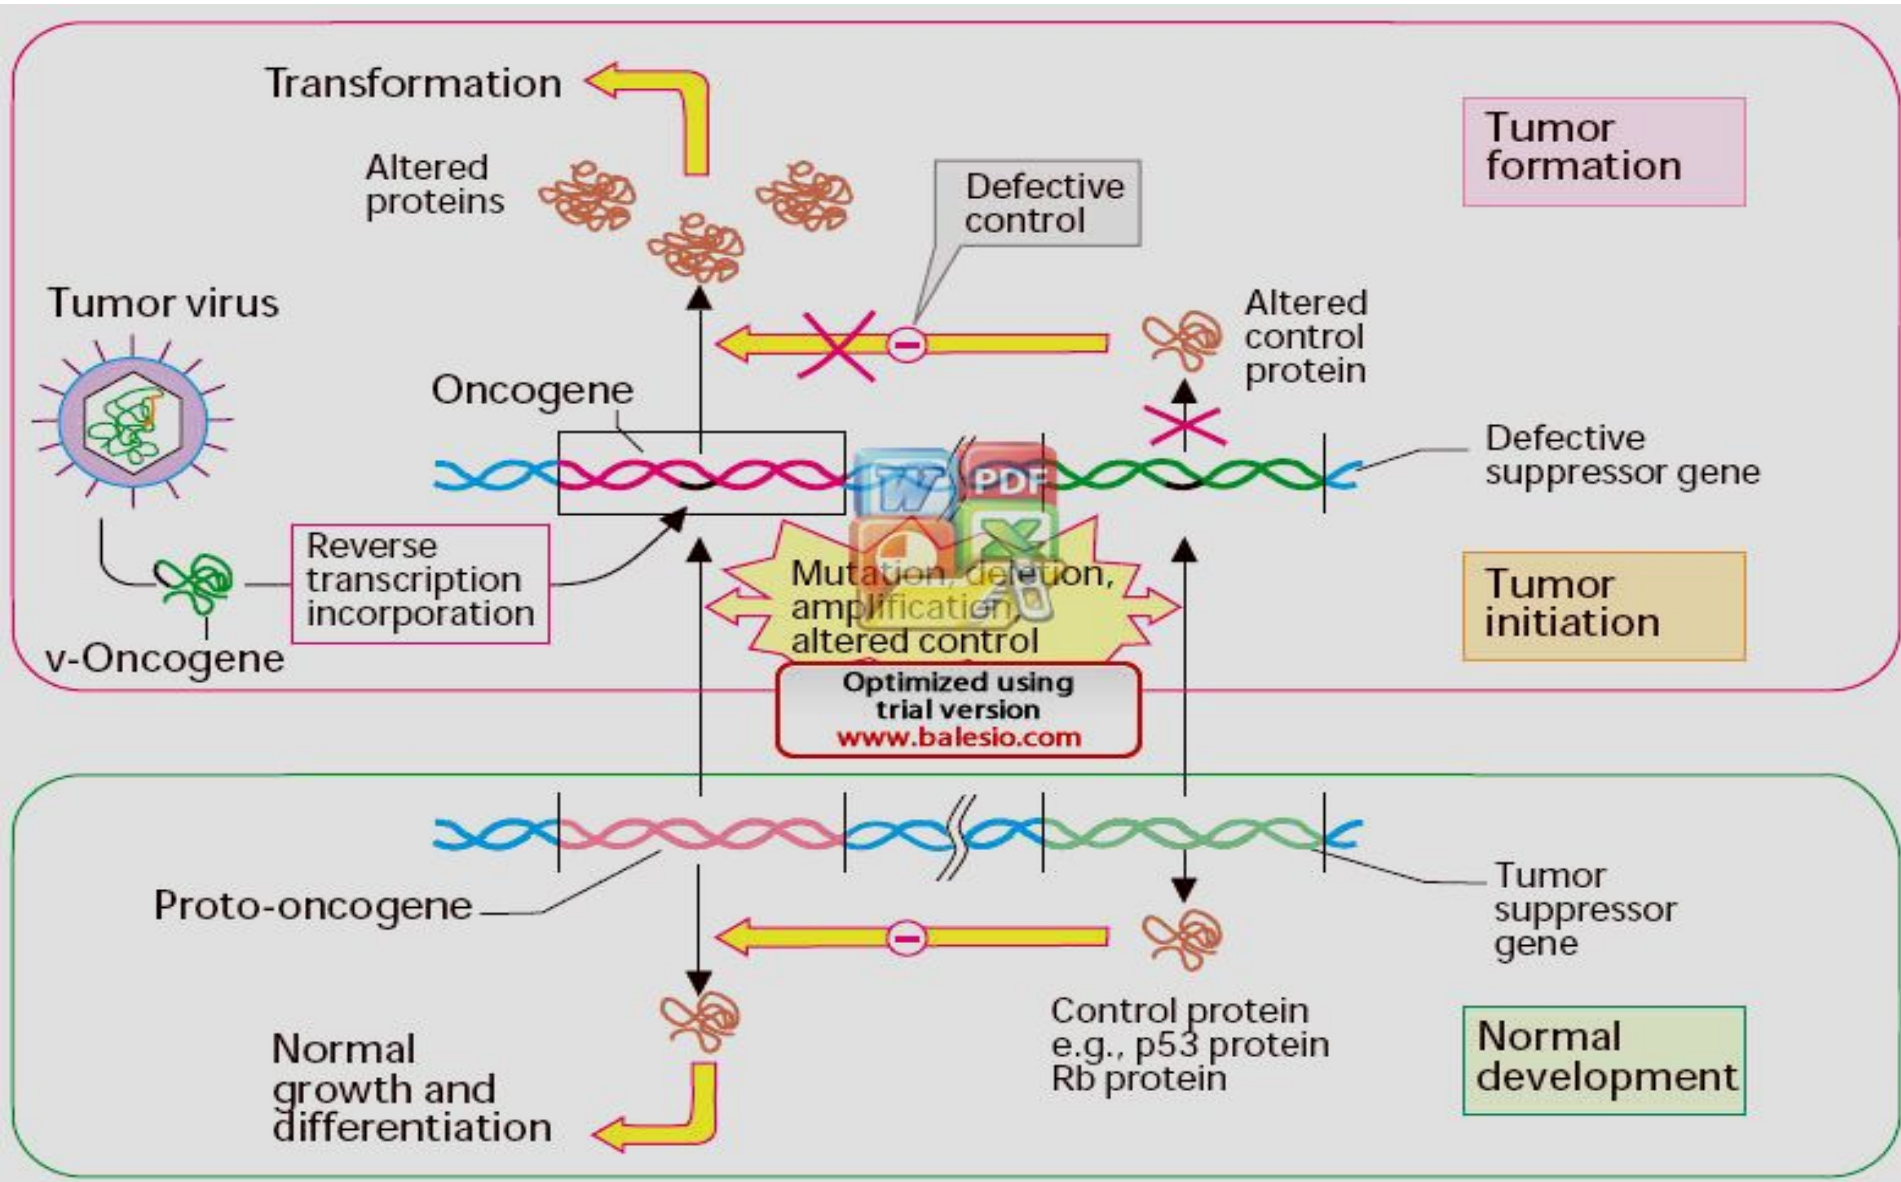 Transformation
Altered
proteins
Defective
control
Tumor
formation
Tumor virus
Altered
control
protein
Oncogene
Defective
suppressor gene
W
PDF
X
Reverse
transcription
incorporation
v-Oncogene
Mutation, deletion,
amplification,
altered control
Tumor
initiation
Optimized using
trial version
www.balesio.com
Proto-oncogene
Tumor
suppressor
gene
Control protein
e.g., p53 protein
Rb protein
Normal
growth and
differentiation
Normal
development